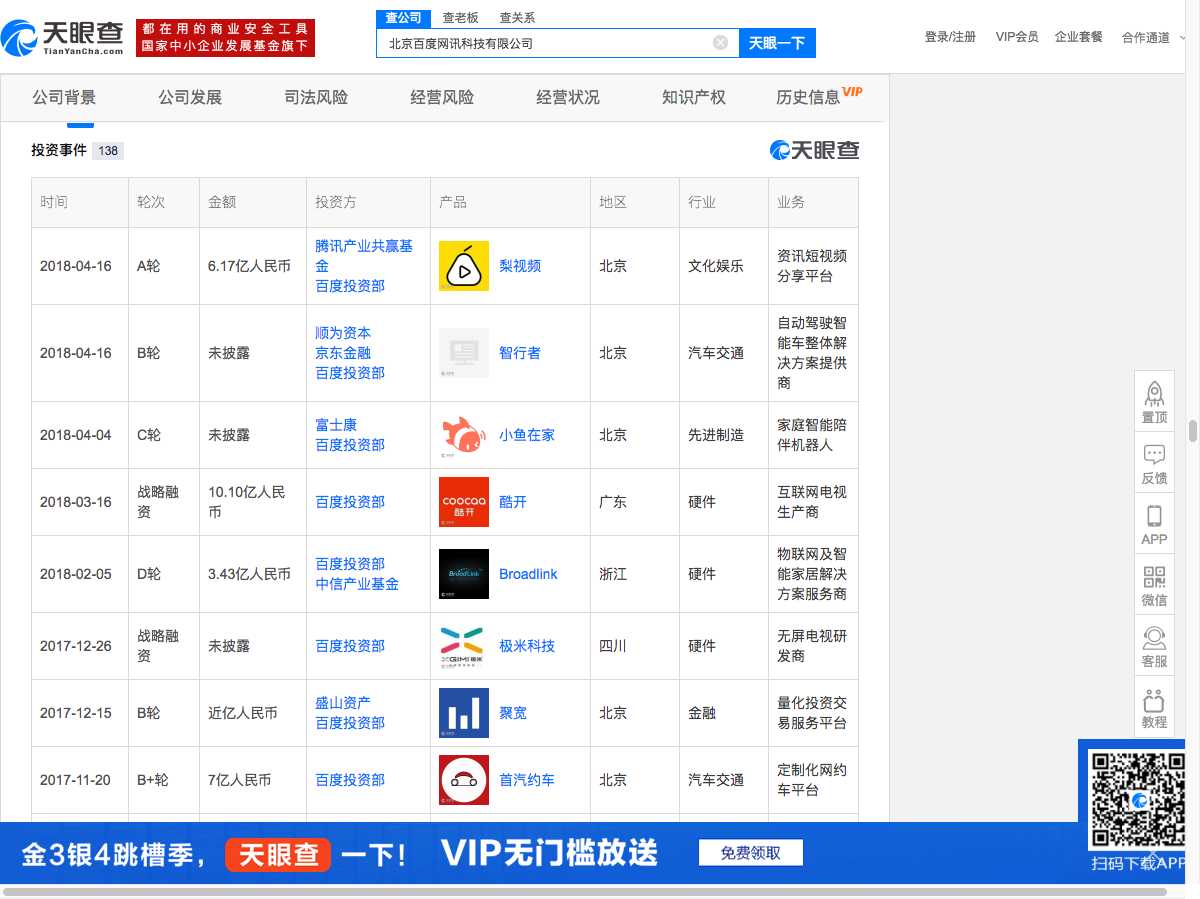 天眼查
TianYanCha.com
都在用的商业安全工具
国家中小企业发展基金旗下
查公司 查老板 查关系
北京百度网讯科技有限公司
天眼一下
登录/注册 VIP会员 企业套餐 合作通道
公司背景 公司发展 司法风险 经营风险 经营状况 知识产权 历史信息 VIP
投资事件 138
天眼查
时间 轮次 金额 投资方 产品 地区 行业 业务
2018-04-16 A轮 6.17亿人民币 腾讯产业共赢基
金
百度投资部 梨视频 北京 文化娱乐 资讯短视频
分享平台
2018-04-16 B轮 未披露 顺为资本
京东金融
百度投资部 智行者 北京 汽车交通 自动驾驶智
能车整体解
决方案提供
商
2018-04-04 C轮 未披露 富士康
百度投资部 小鱼在家 北京 先进制造 家庭智能陪
伴机器人
2018-03-16 战略融
资 10.10亿人民
币 百度投资部 coocaa
酷开 酷开 广东 硬件 互联网电视
生产商
2018-02-05 D轮 3.43亿人民币 百度投资部
中信产业基金 BroadLink Broadlink 浙江 硬件 物联网及智
能家居解决
方案服务商
2017-12-26 战略融
资 未披露 百度投资部 XGIMI极米 极米科技 四川 硬件 无屏电视研
发商
2017-12-15 B轮 近亿人民币 盛山资产
百度投资部 聚宽 北京 金融 量化投资交
易服务平台
2017-11-20 B+轮 7亿人民币 百度投资部 首汽约车 北京 汽车交通 定制化网约
车平台
置顶
反馈
APP
微信
客服
教程
金3银4跳槽季， 天眼查 一下！ VIP无门槛放送 免费领取
扫码下载APP